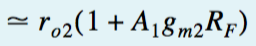 ≃ r_{o2}(1 + A_1 g_{m2} R_F)